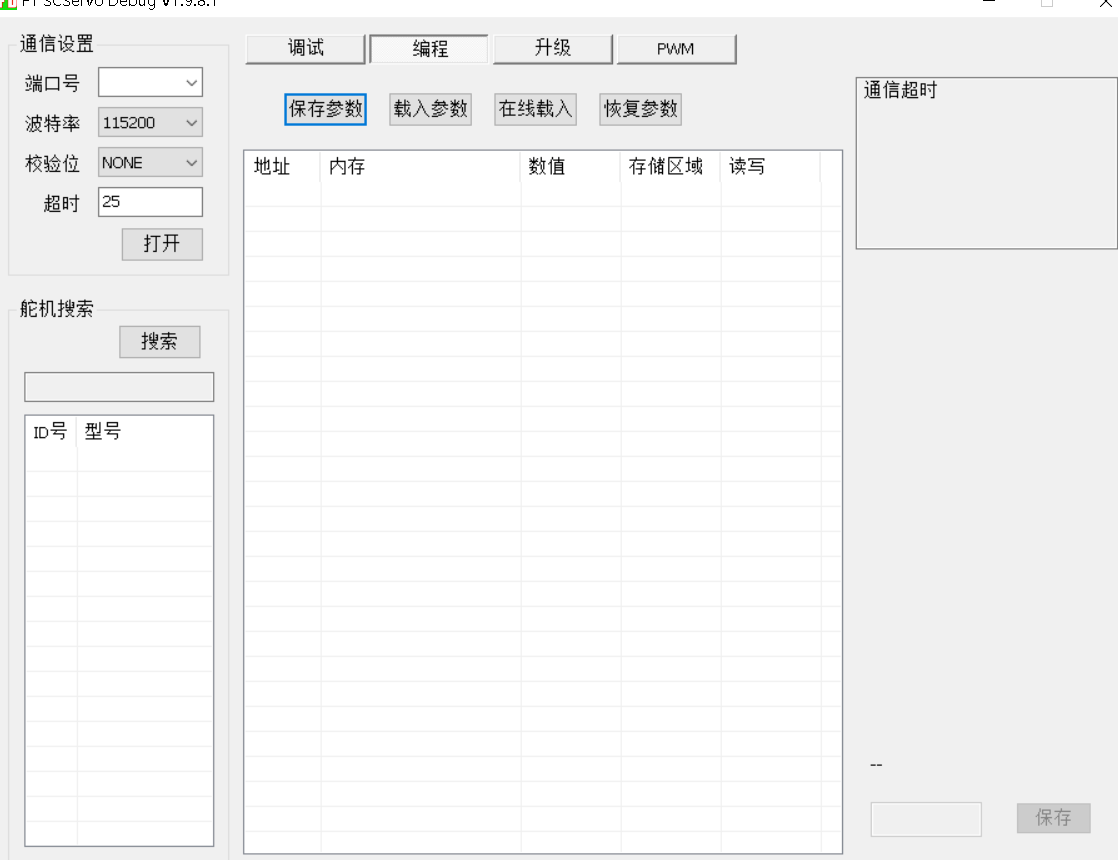 FT SCServo Debug V1.9.8.1
通信设置
端口号
波特率 115200
校验位 NONE
超时 25
打开
舵机搜索
搜索
ID号 型号
调试 编程 升级 PWM
保存参数 载入参数 在线载入 恢复参数
地址 内存 数值 存储区域 读写
通信超时
--
保存